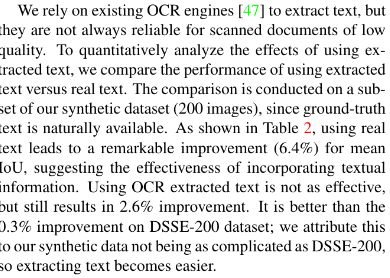 We rely on existing OCR engines [47] to extract text, but
they are not always reliable for scanned documents of low
quality. To quantitatively analyze the effects of using ex-
tracted text, we compare the performance of using extracted
text versus real text. The comparison is conducted on a sub-
set of our synthetic dataset (200 images), since ground-truth
text is naturally available. As shown in Table 2, using real
text leads to a remarkable improvement (6.4%) for mean
IoU, suggesting the effectiveness of incorporating textual
information. Using OCR extracted text is not as effective,
but still results in 2.6% improvement. It is better than the
0.3% improvement on DSSE-200 dataset; we attribute this
to our synthetic data not being as complicated as DSSE-200,
so extracting text becomes easier.